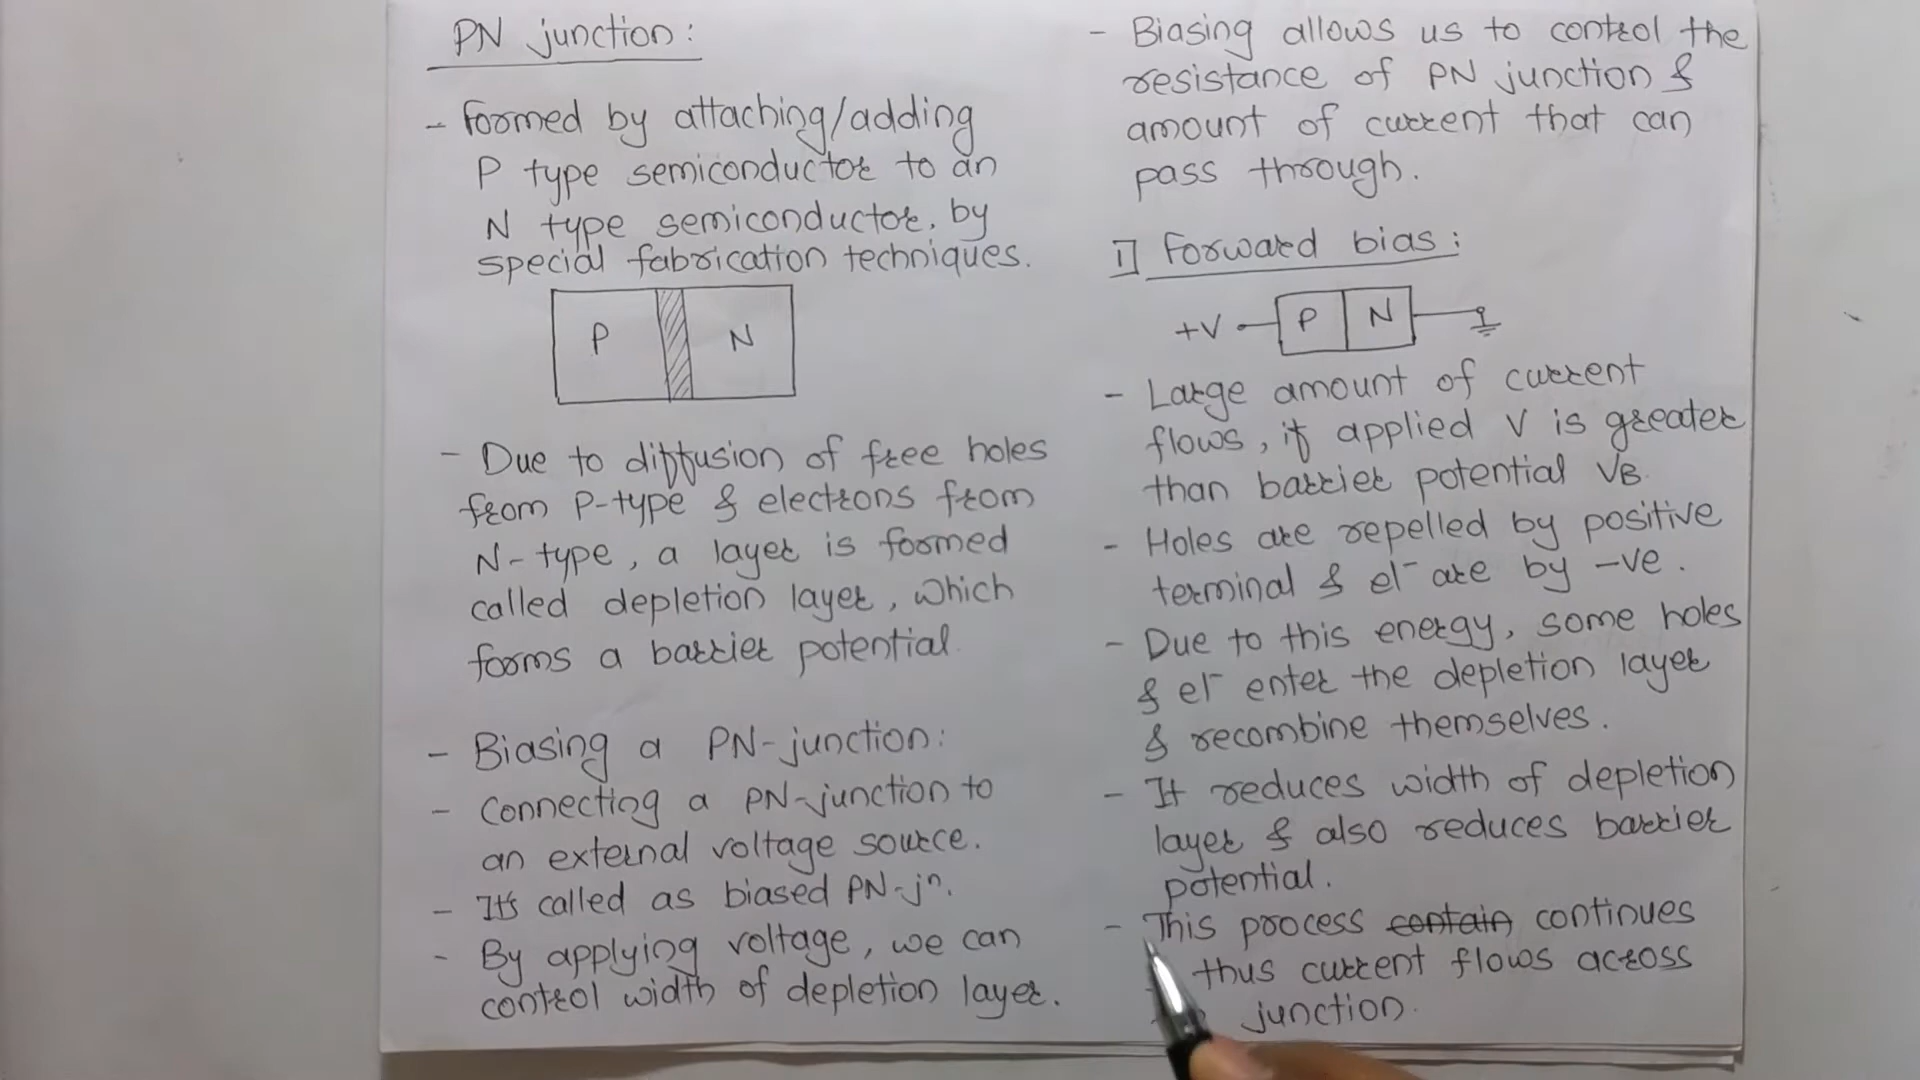 PN junction:
- Formed by attaching/adding
P type semiconductor to an
N type semiconductor, by
special fabrication techniques.
P N
- Due to diffusion of free holes
from P-type & electrons from
N-type, a layer is formed
called depletion layer, which
forms a barrier potential.
- Biasing a PN-junction:
- Connecting a PN-junction to
an external voltage source.
- It's called as biased PN-jⁿ.
- By applying voltage, we can
control width of depletion layer.
- Biasing allows us to control the
resistance of PN junction &
amount of current that can
pass through.
1] Forward bias:
+V P N
- Large amount of current
flows, if applied V is greater
than barrier potential VB.
- Holes are repelled by positive
terminal & el⁻ are by -ve.
- Due to this energy, some holes
& el⁻ enter the depletion layer
& recombine themselves.
- It reduces width of depletion
layer & also reduces barrier
potential.
- This process contain continues
thus current flows across
junction.